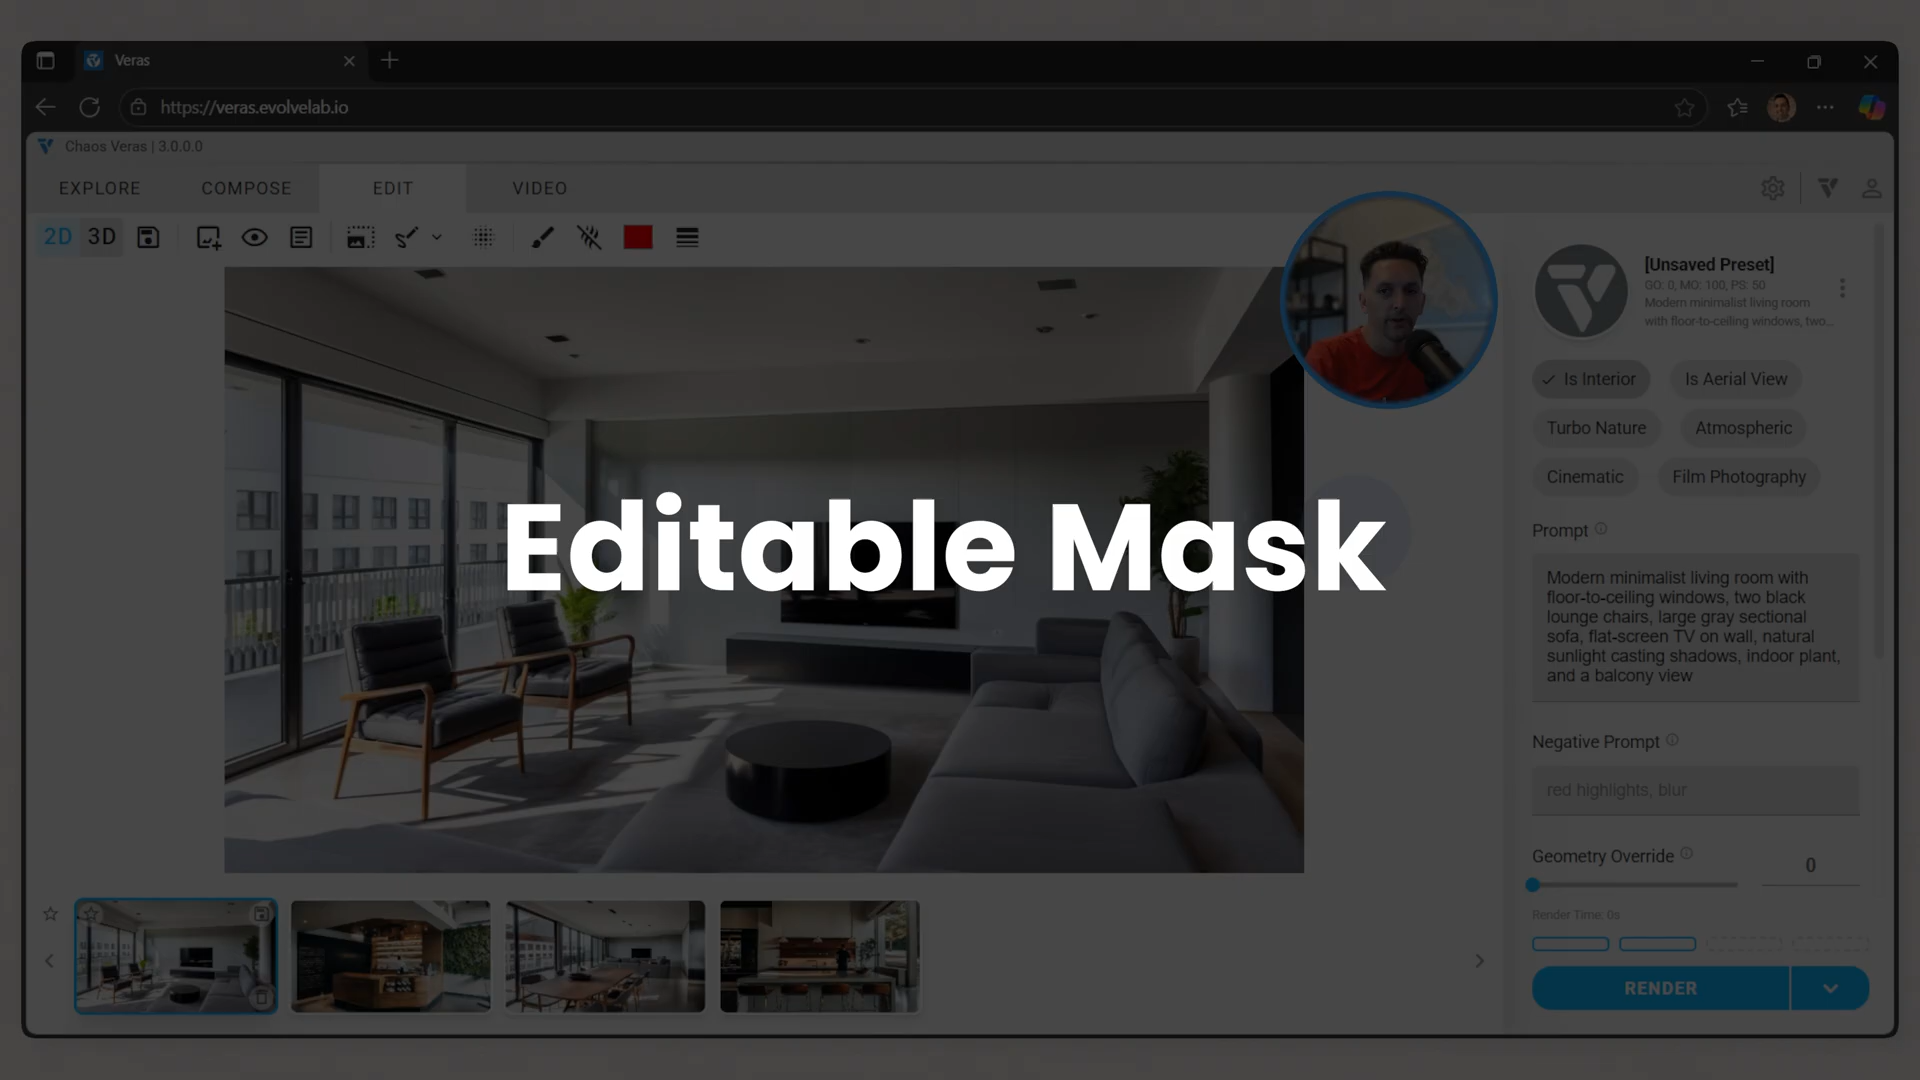 Veras
https://veras.evolvelab.io
Chaos Veras | 3.0.0.0
EXPLORE COMPOSE EDIT VIDEO
2D 3D
[Unsaved Preset]
GO: 0, MO: 100, PS: 50
Modern minimalist living room
with floor-to-ceiling windows, two...
Is Interior Is Aerial View
Turbo Nature Atmospheric
Cinematic Film Photography
Editable Mask
Prompt
Modern minimalist living room with
floor-to-ceiling windows, two black
lounge chairs, large gray sectional
sofa, flat-screen TV on wall, natural
sunlight casting shadows, indoor plant,
and a balcony view
Negative Prompt
red highlights, blur
Geometry Override 0
Render Time: 0s
RENDER